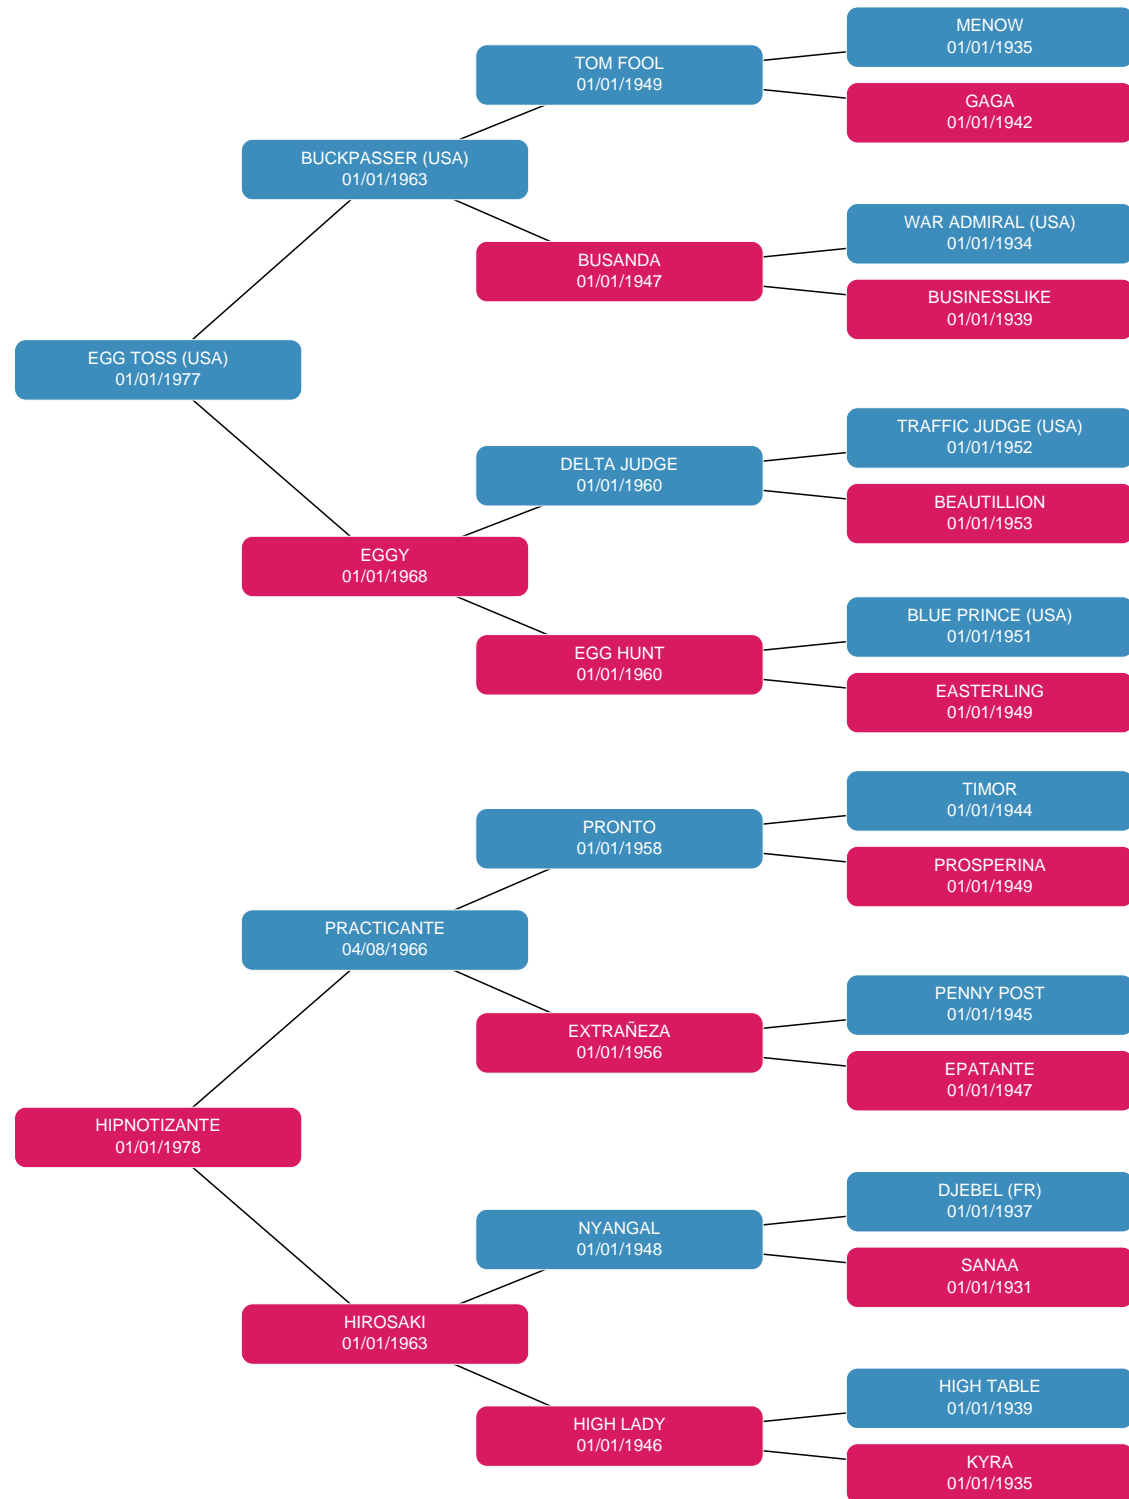 MENOW
01/01/1935
TOM FOOL
01/01/1949
GAGA
01/01/1942
BUCKPASSER (USA)
01/01/1963
WAR ADMIRAL (USA)
01/01/1934
BUSANDA
01/01/1947
BUSINESSLIKE
01/01/1939
EGG TOSS (USA)
01/01/1977
TRAFFIC JUDGE (USA)
01/01/1952
DELTA JUDGE
01/01/1960
BEAUTILLION
01/01/1953
EGGY
01/01/1968
BLUE PRINCE (USA)
01/01/1951
EGG HUNT
01/01/1960
EASTERLING
01/01/1949
TIMOR
01/01/1944
PRONTO
01/01/1958
PROSPERINA
01/01/1949
PRACTICANTE
04/08/1966
PENNY POST
01/01/1945
EXTRAÑEZA
01/01/1956
EPATANTE
01/01/1947
HIPNOTIZANTE
01/01/1978
DJEBEL (FR)
01/01/1937
NYANGAL
01/01/1948
SANAA
01/01/1931
HIROSAKI
01/01/1963
HIGH TABLE
01/01/1939
HIGH LADY
01/01/1946
KYRA
01/01/1935